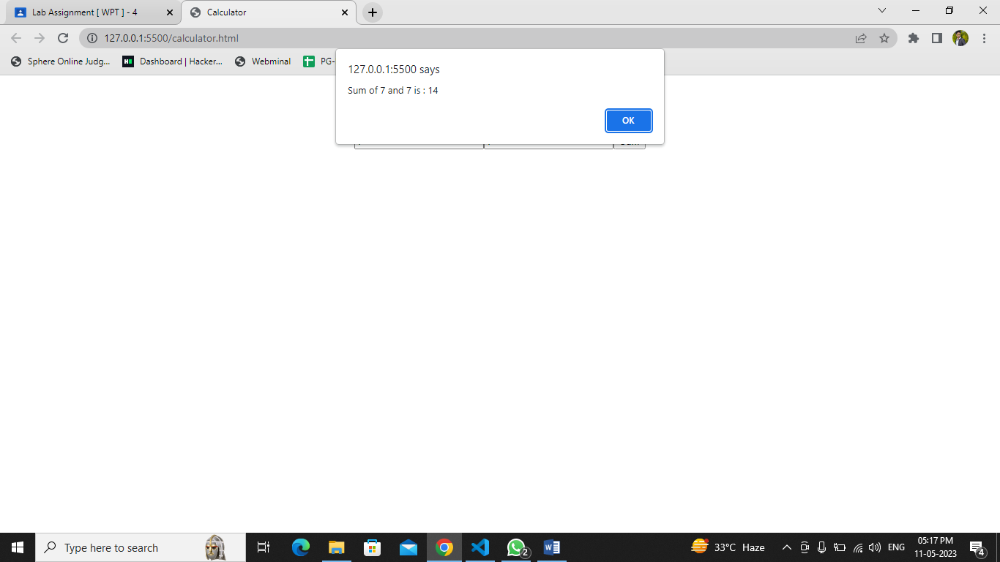 Lab Assignment [ WPT ] - 4
Calculator
127.0.0.1:5500/calculator.html
Sphere Online Judg...
Dashboard | Hacker...
Webminal
PG-
127.0.0.1:5500 says
Sum of 7 and 7 is : 14
OK
Type here to search
2
33°C Haze
ENG
05:17 PM
11-05-2023
4